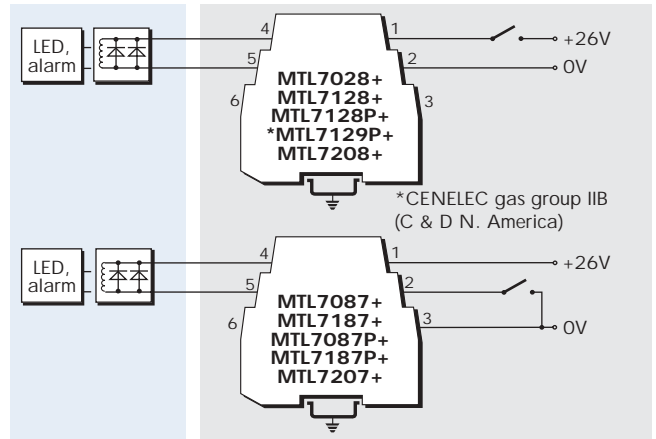 4
1
LED,
alarm
+26V
5
2
0V
MTL7028+
6
MTL7128+
3
MTL7128P+
*MTL7129P+
MTL7208+
*CENELEC gas group IIB
(C & D N. America)
4
1
LED,
alarm
+26V
5
2
MTL7087+
6
MTL7187+
3
0V
MTL7087P+
MTL7187P+
MTL7207+